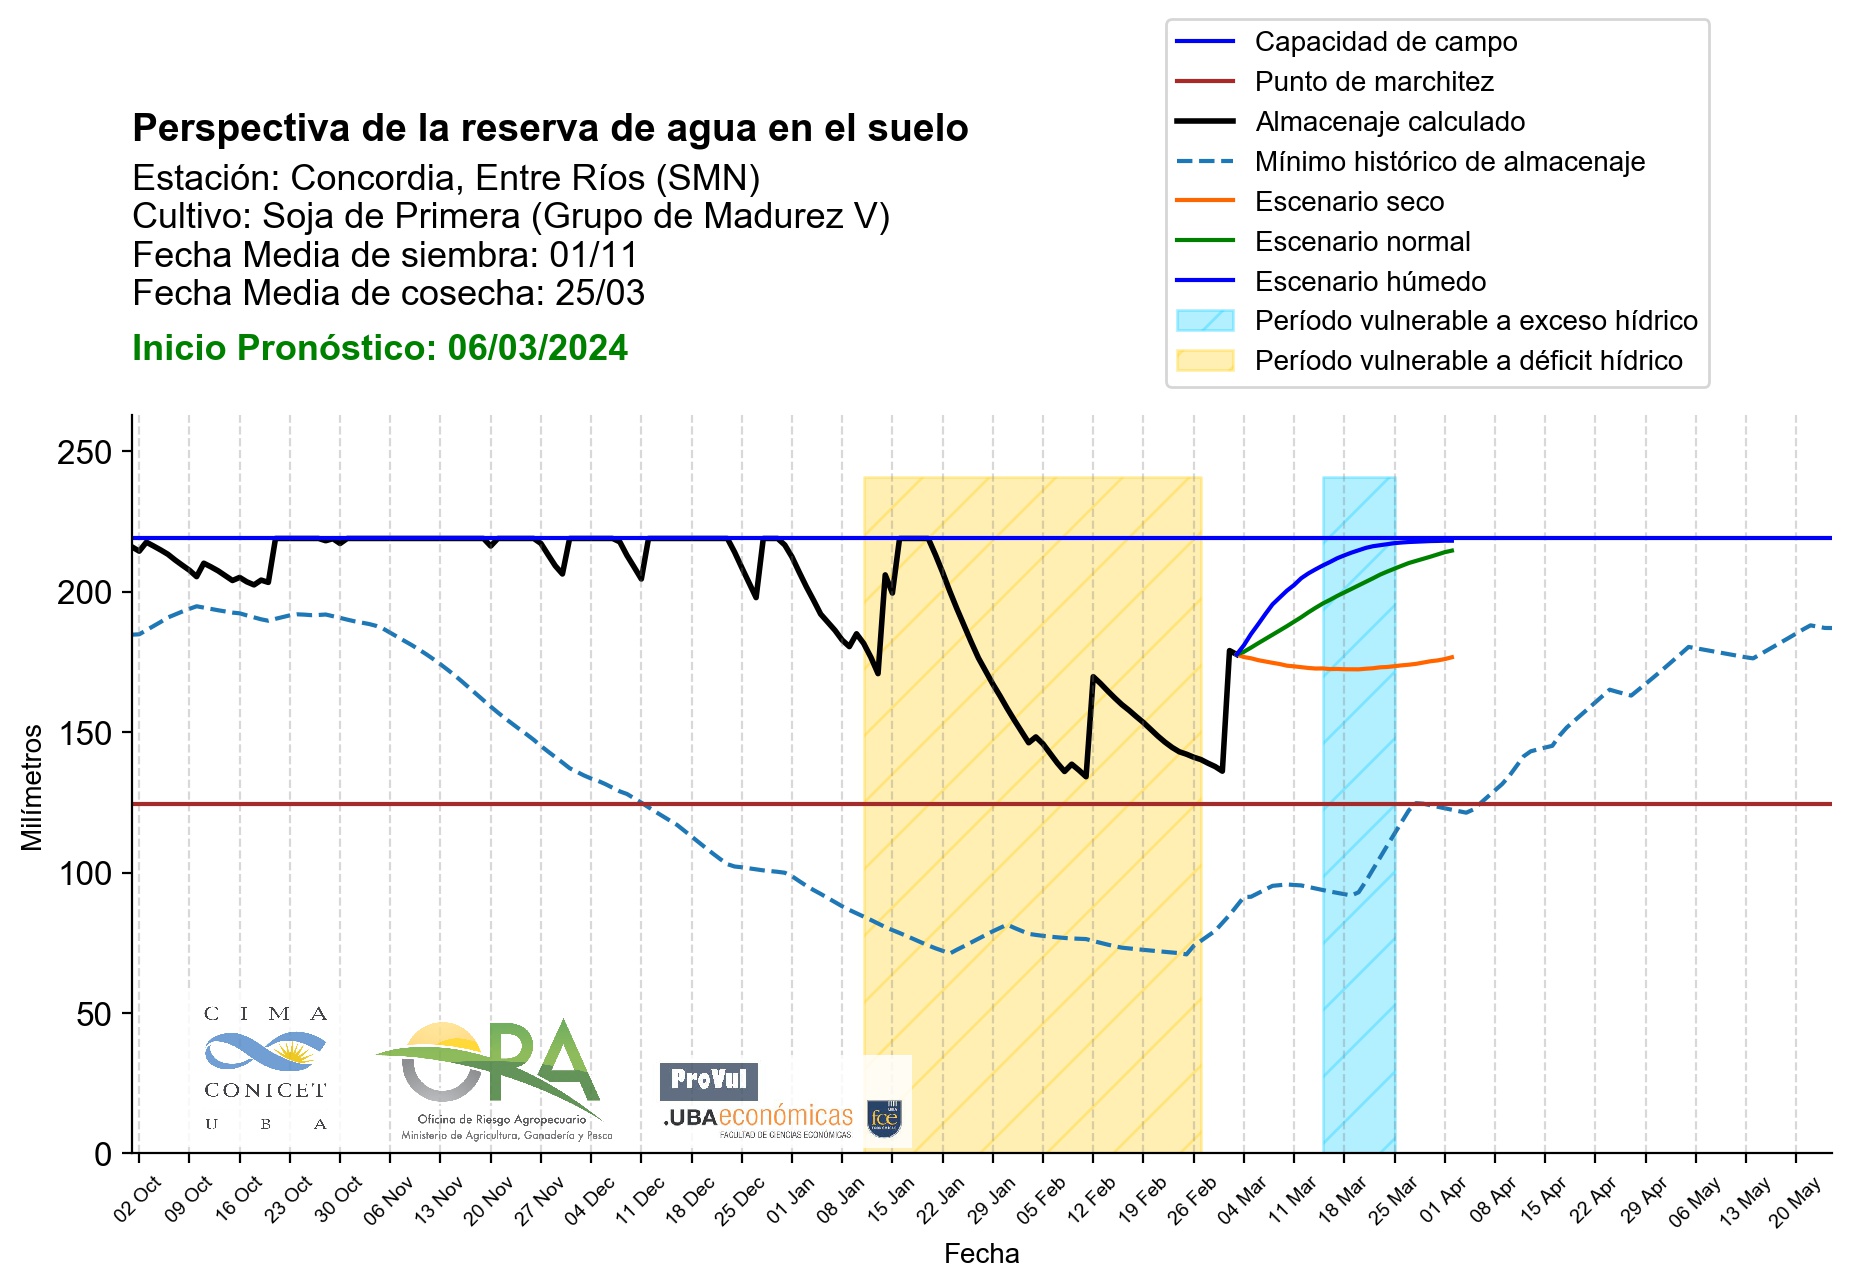 Capacidad de campo
Punto de marchitez
Almacenaje calculado
Mínimo histórico de almacenaje
Escenario seco
Escenario normal
Escenario húmedo
Período vulnerable a exceso hídrico
Período vulnerable a déficit hídrico
Perspectiva de la reserva de agua en el suelo
Estación: Concordia, Entre Ríos (SMN)
Cultivo: Soja de Primera (Grupo de Madurez V)
Fecha Media de siembra: 01/11
Fecha Media de cosecha: 25/03
Inicio Pronóstico: 06/03/2024
250
200
150
100
50
0
Milímetros
CIMA
CONICET
UBA
ORA
Oficina de Riesgo Agropecuario
Ministerio de Agricultura, Ganadería y Pesca
ProVul
.UBAeconómicas
FACULTAD DE CIENCIAS ECONÓMICAS
fce
02 Oct
09 Oct
16 Oct
23 Oct
30 Oct
06 Nov
13 Nov
20 Nov
27 Nov
04 Dec
11 Dec
18 Dec
25 Dec
01 Jan
08 Jan
15 Jan
22 Jan
29 Jan
05 Feb
12 Feb
19 Feb
26 Feb
04 Mar
11 Mar
18 Mar
25 Mar
01 Apr
08 Apr
15 Apr
22 Apr
29 Apr
06 May
13 May
20 May
Fecha